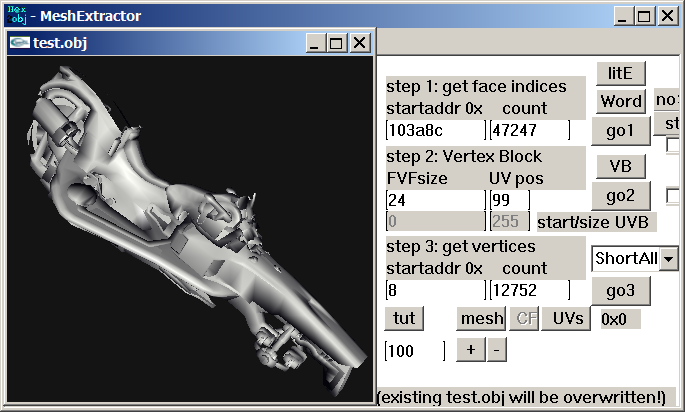 Hex
obj - MeshExtractor
test.obj
litE
step 1: get face indices
startaddr 0x count
Word
103a8c 47247
go1
step 2: Vertex Block
FVFsize UV pos
VB
24 99
go2
0 255 start/size UVB
step 3: get vertices
startaddr 0x count
ShortAll
8 12752
go3
tut mesh CF UVs 0x0
100 + -
(existing test.obj will be overwritten!)